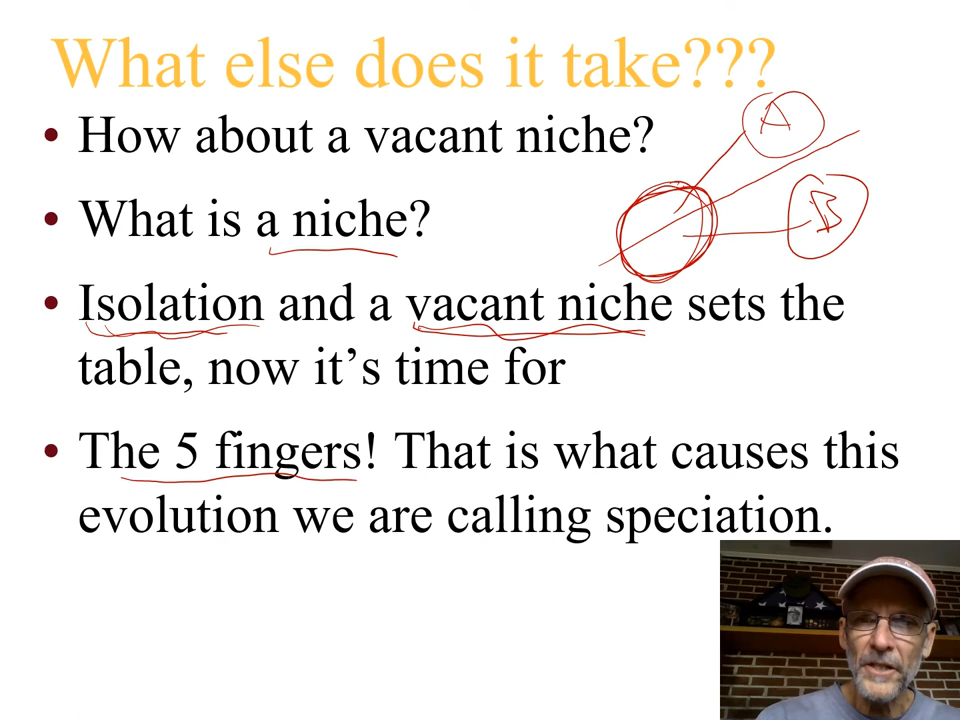 What else does it take???
• How about a vacant niche?
A
• What is a niche?
B
• Isolation and a vacant niche sets the
table, now it’s time for
• The 5 fingers! That is what causes this
evolution we are calling speciation.